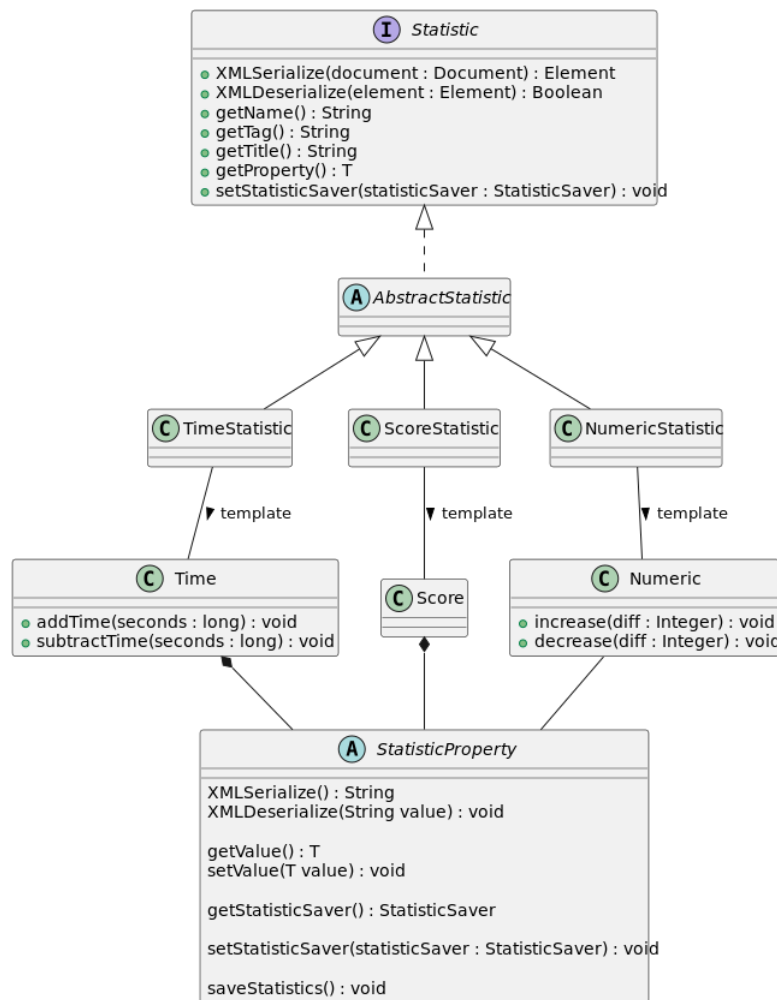 I Statistic
XMLSerialize(document : Document) : Element
XMLDeserialize(element : Element) : Boolean
getName() : String
getTag() : String
getTitle() : String
getProperty() : T
setStatisticSaver(statisticSaver : StatisticSaver) : void
A AbstractStatistic
C TimeStatistic
C ScoreStatistic
C NumericStatistic
template
template
template
C Time
addTime(seconds : long) : void
subtractTime(seconds : long) : void
C Score
C Numeric
increase(diff : Integer) : void
decrease(diff : Integer) : void
A StatisticProperty
XMLSerialize() : String
XMLDeserialize(String value) : void
getValue() : T
setValue(T value) : void
getStatisticSaver() : StatisticSaver
setStatisticSaver(statisticSaver : StatisticSaver) : void
saveStatistics() : void